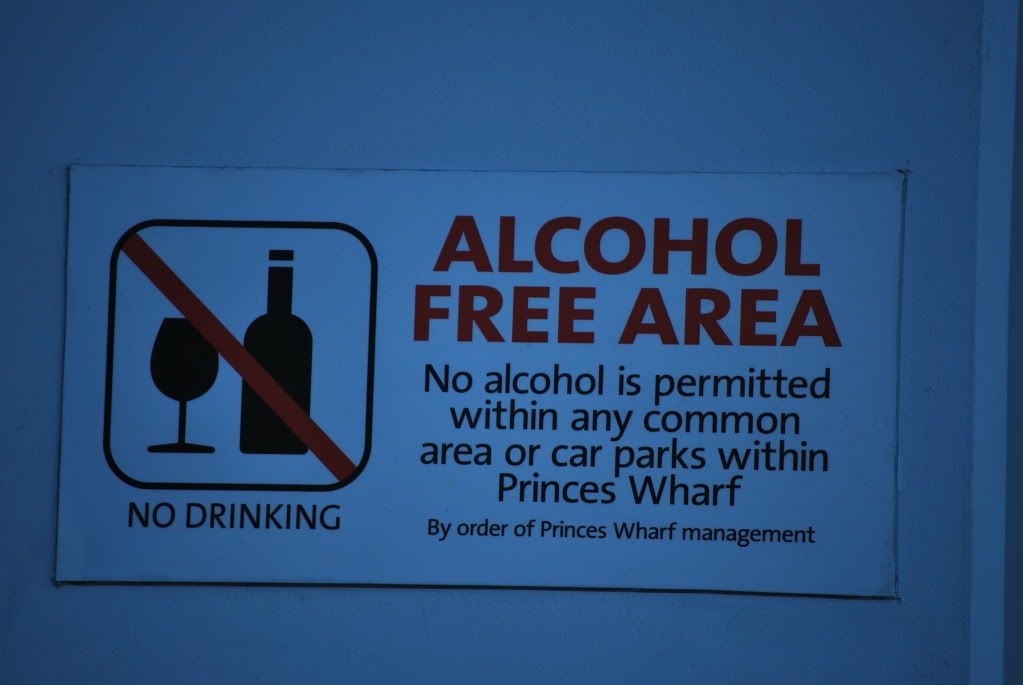 ALCOHOL
FREE AREA
No alcohol is permitted
within any common
area or car parks within
Princes Wharf
By order of Princes Wharf management
NO DRINKING